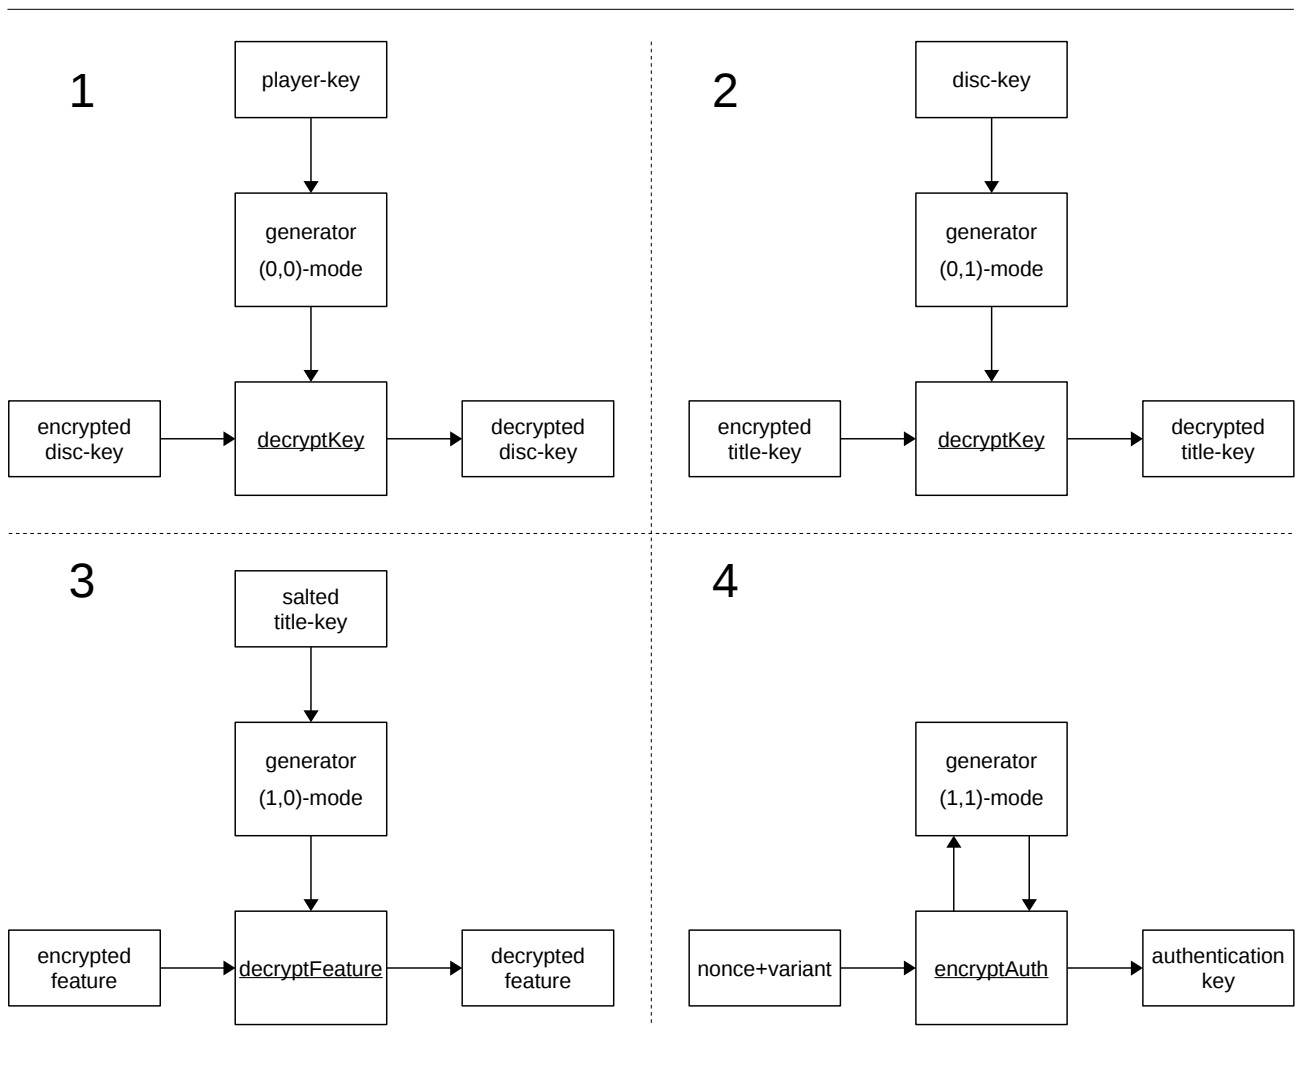 1
player-key
generator
(0,0)-mode
encrypted
disc-key
decryptKey
decrypted
disc-key
2
disc-key
generator
(0,1)-mode
encrypted
title-key
decryptKey
decrypted
title-key
3
salted
title-key
generator
(1,0)-mode
encrypted
feature
decryptFeature
decrypted
feature
4
generator
(1,1)-mode
nonce+variant
encryptAuth
authentication
key